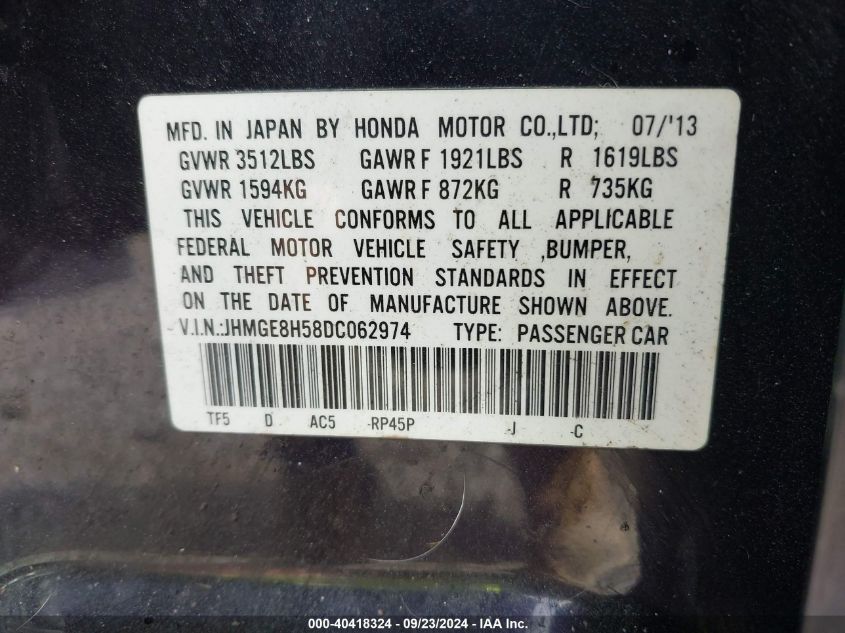 MFD. IN JAPAN BY HONDA MOTOR CO.,LTD; 07/'13
GVWR 3512LBS GAWR F 1921LBS R 1619LBS
GVWR 1594KG GAWR F 872KG R 735KG
THIS VEHICLE CONFORMS TO ALL APPLICABLE
FEDERAL MOTOR VEHICLE SAFETY ,BUMPER,
AND THEFT PREVENTION STANDARDS IN EFFECT
ON THE DATE OF MANUFACTURE SHOWN ABOVE.
V.I.N.:JHMGE8H58DC062974 TYPE: PASSENGER CAR
TF5 D AC5 -RP45P -J -C
000-40418324 - 09/23/2024 - IAA Inc.